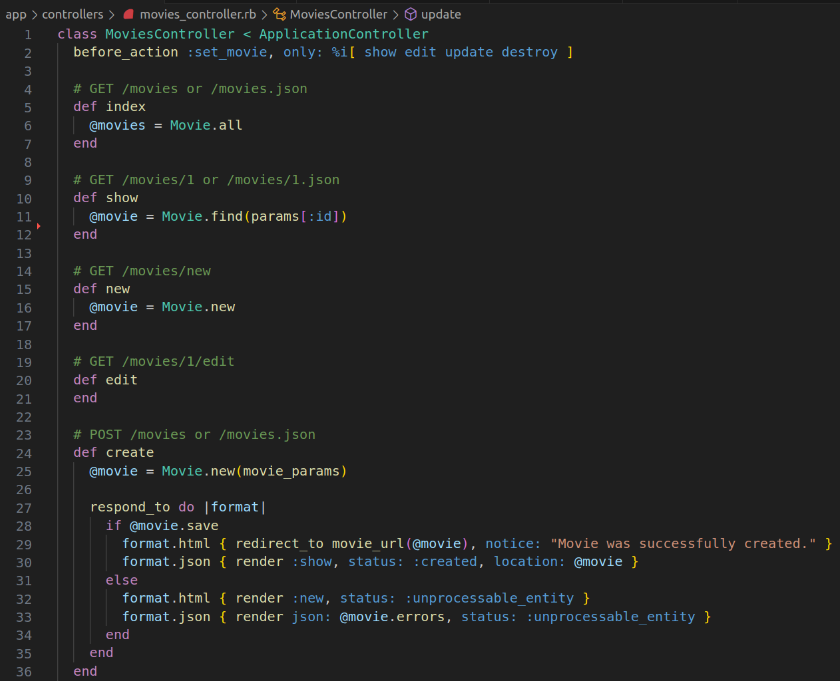 app > controllers > movies_controller.rb > MoviesController > update
1 class MoviesController < ApplicationController
2   before_action :set_movie, only: %i[ show edit update destroy ]
3
4   # GET /movies or /movies.json
5   def index
6     @movies = Movie.all
7   end
8
9   # GET /movies/1 or /movies/1.json
10   def show
11     @movie = Movie.find(params[:id])
12   end
13
14   # GET /movies/new
15   def new
16     @movie = Movie.new
17   end
18
19   # GET /movies/1/edit
20   def edit
21   end
22
23   # POST /movies or /movies.json
24   def create
25     @movie = Movie.new(movie_params)
26
27     respond_to do |format|
28       if @movie.save
29         format.html { redirect_to movie_url(@movie), notice: "Movie was successfully created." }
30         format.json { render :show, status: :created, location: @movie }
31       else
32         format.html { render :new, status: :unprocessable_entity }
33         format.json { render json: @movie.errors, status: :unprocessable_entity }
34       end
35     end
36   end